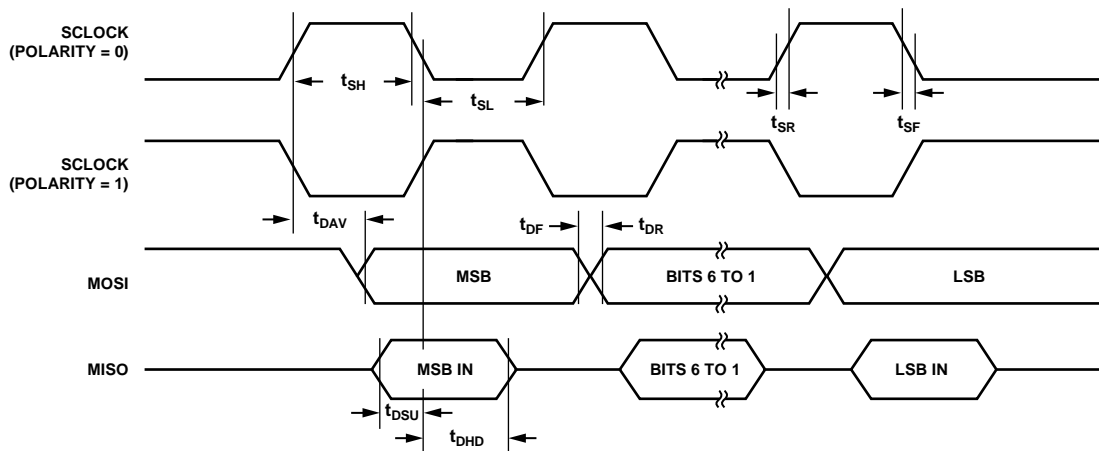 SCLOCK
(POLARITY = 0)
tSH
tSL
tSR
tSF
SCLOCK
(POLARITY = 1)
tDAV
tDF
tDR
MOSI
MSB
BITS 6 TO 1
LSB
MISO
MSB IN
BITS 6 TO 1
LSB IN
tDSU
tDHD